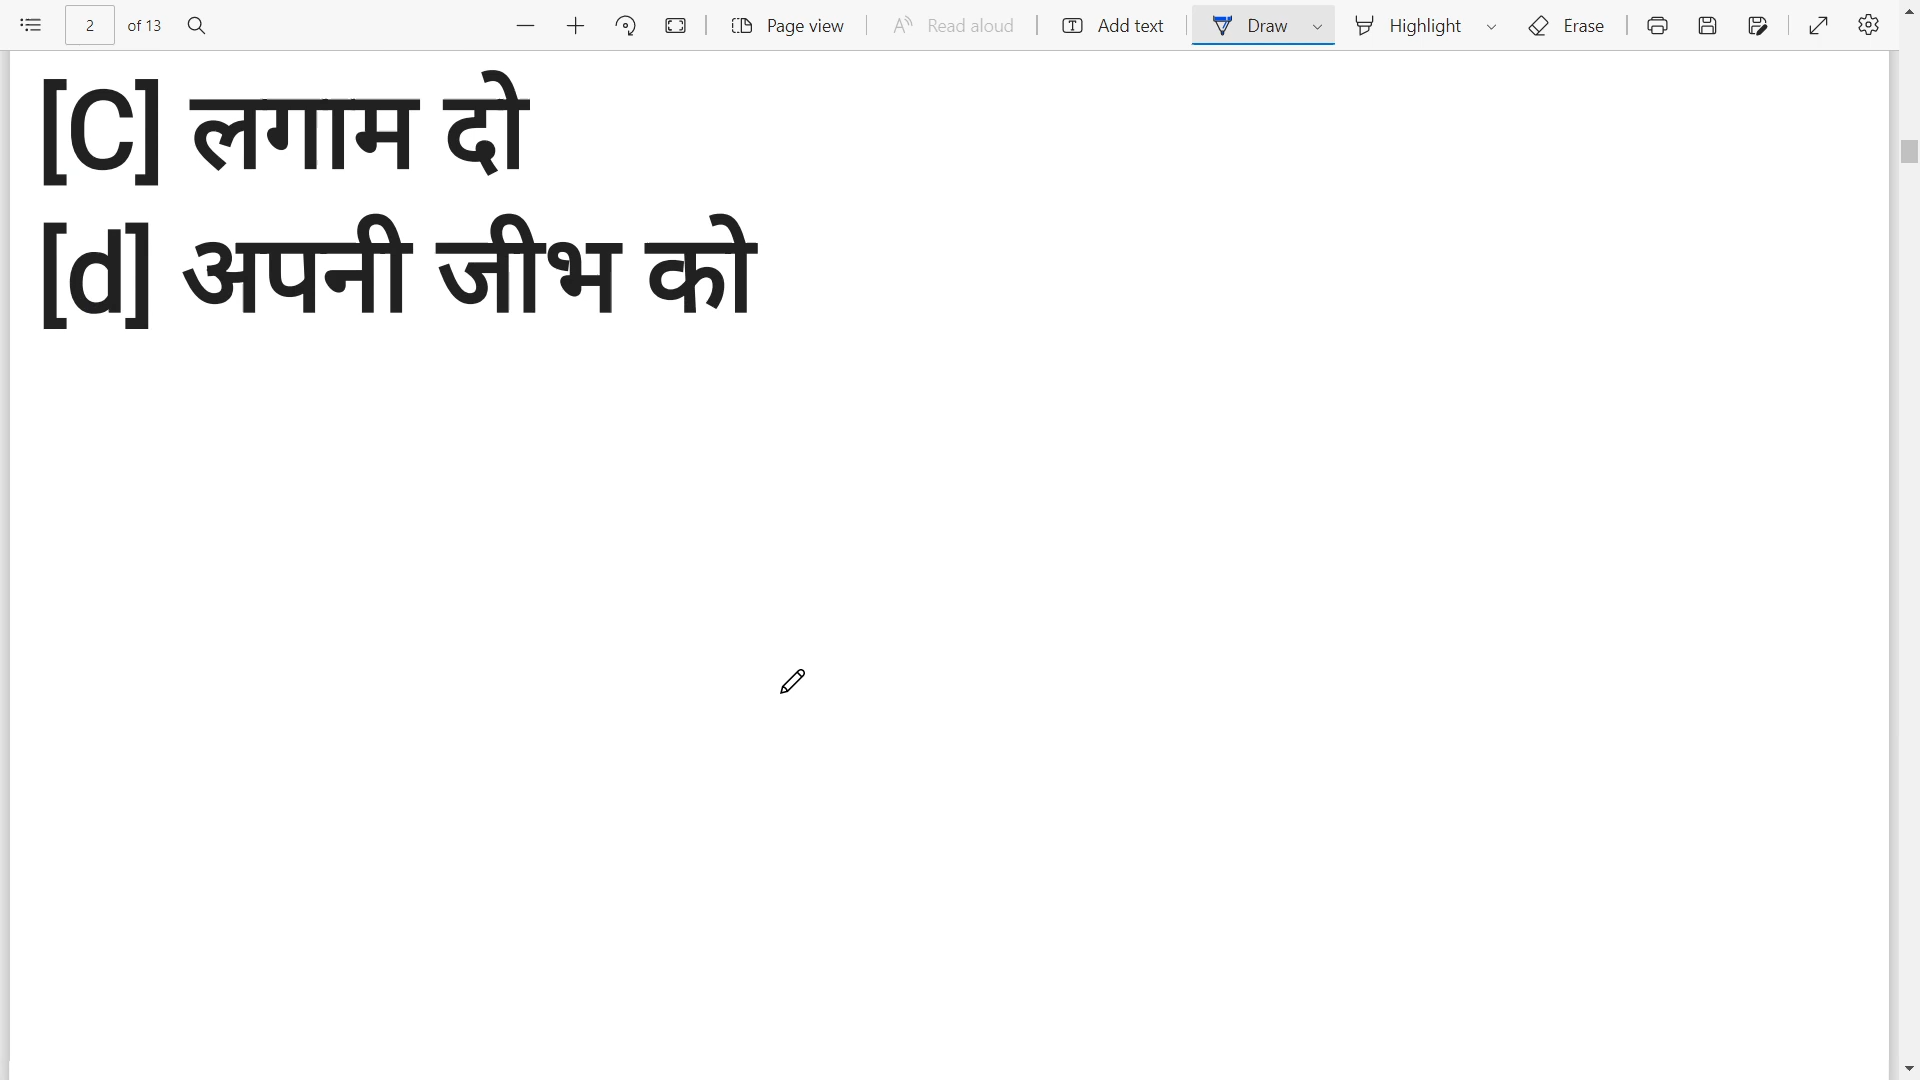 2 of 13 Page view Read aloud Add text Draw Highlight Erase
[C] लगाम दो
[d] अपनी जीभ को